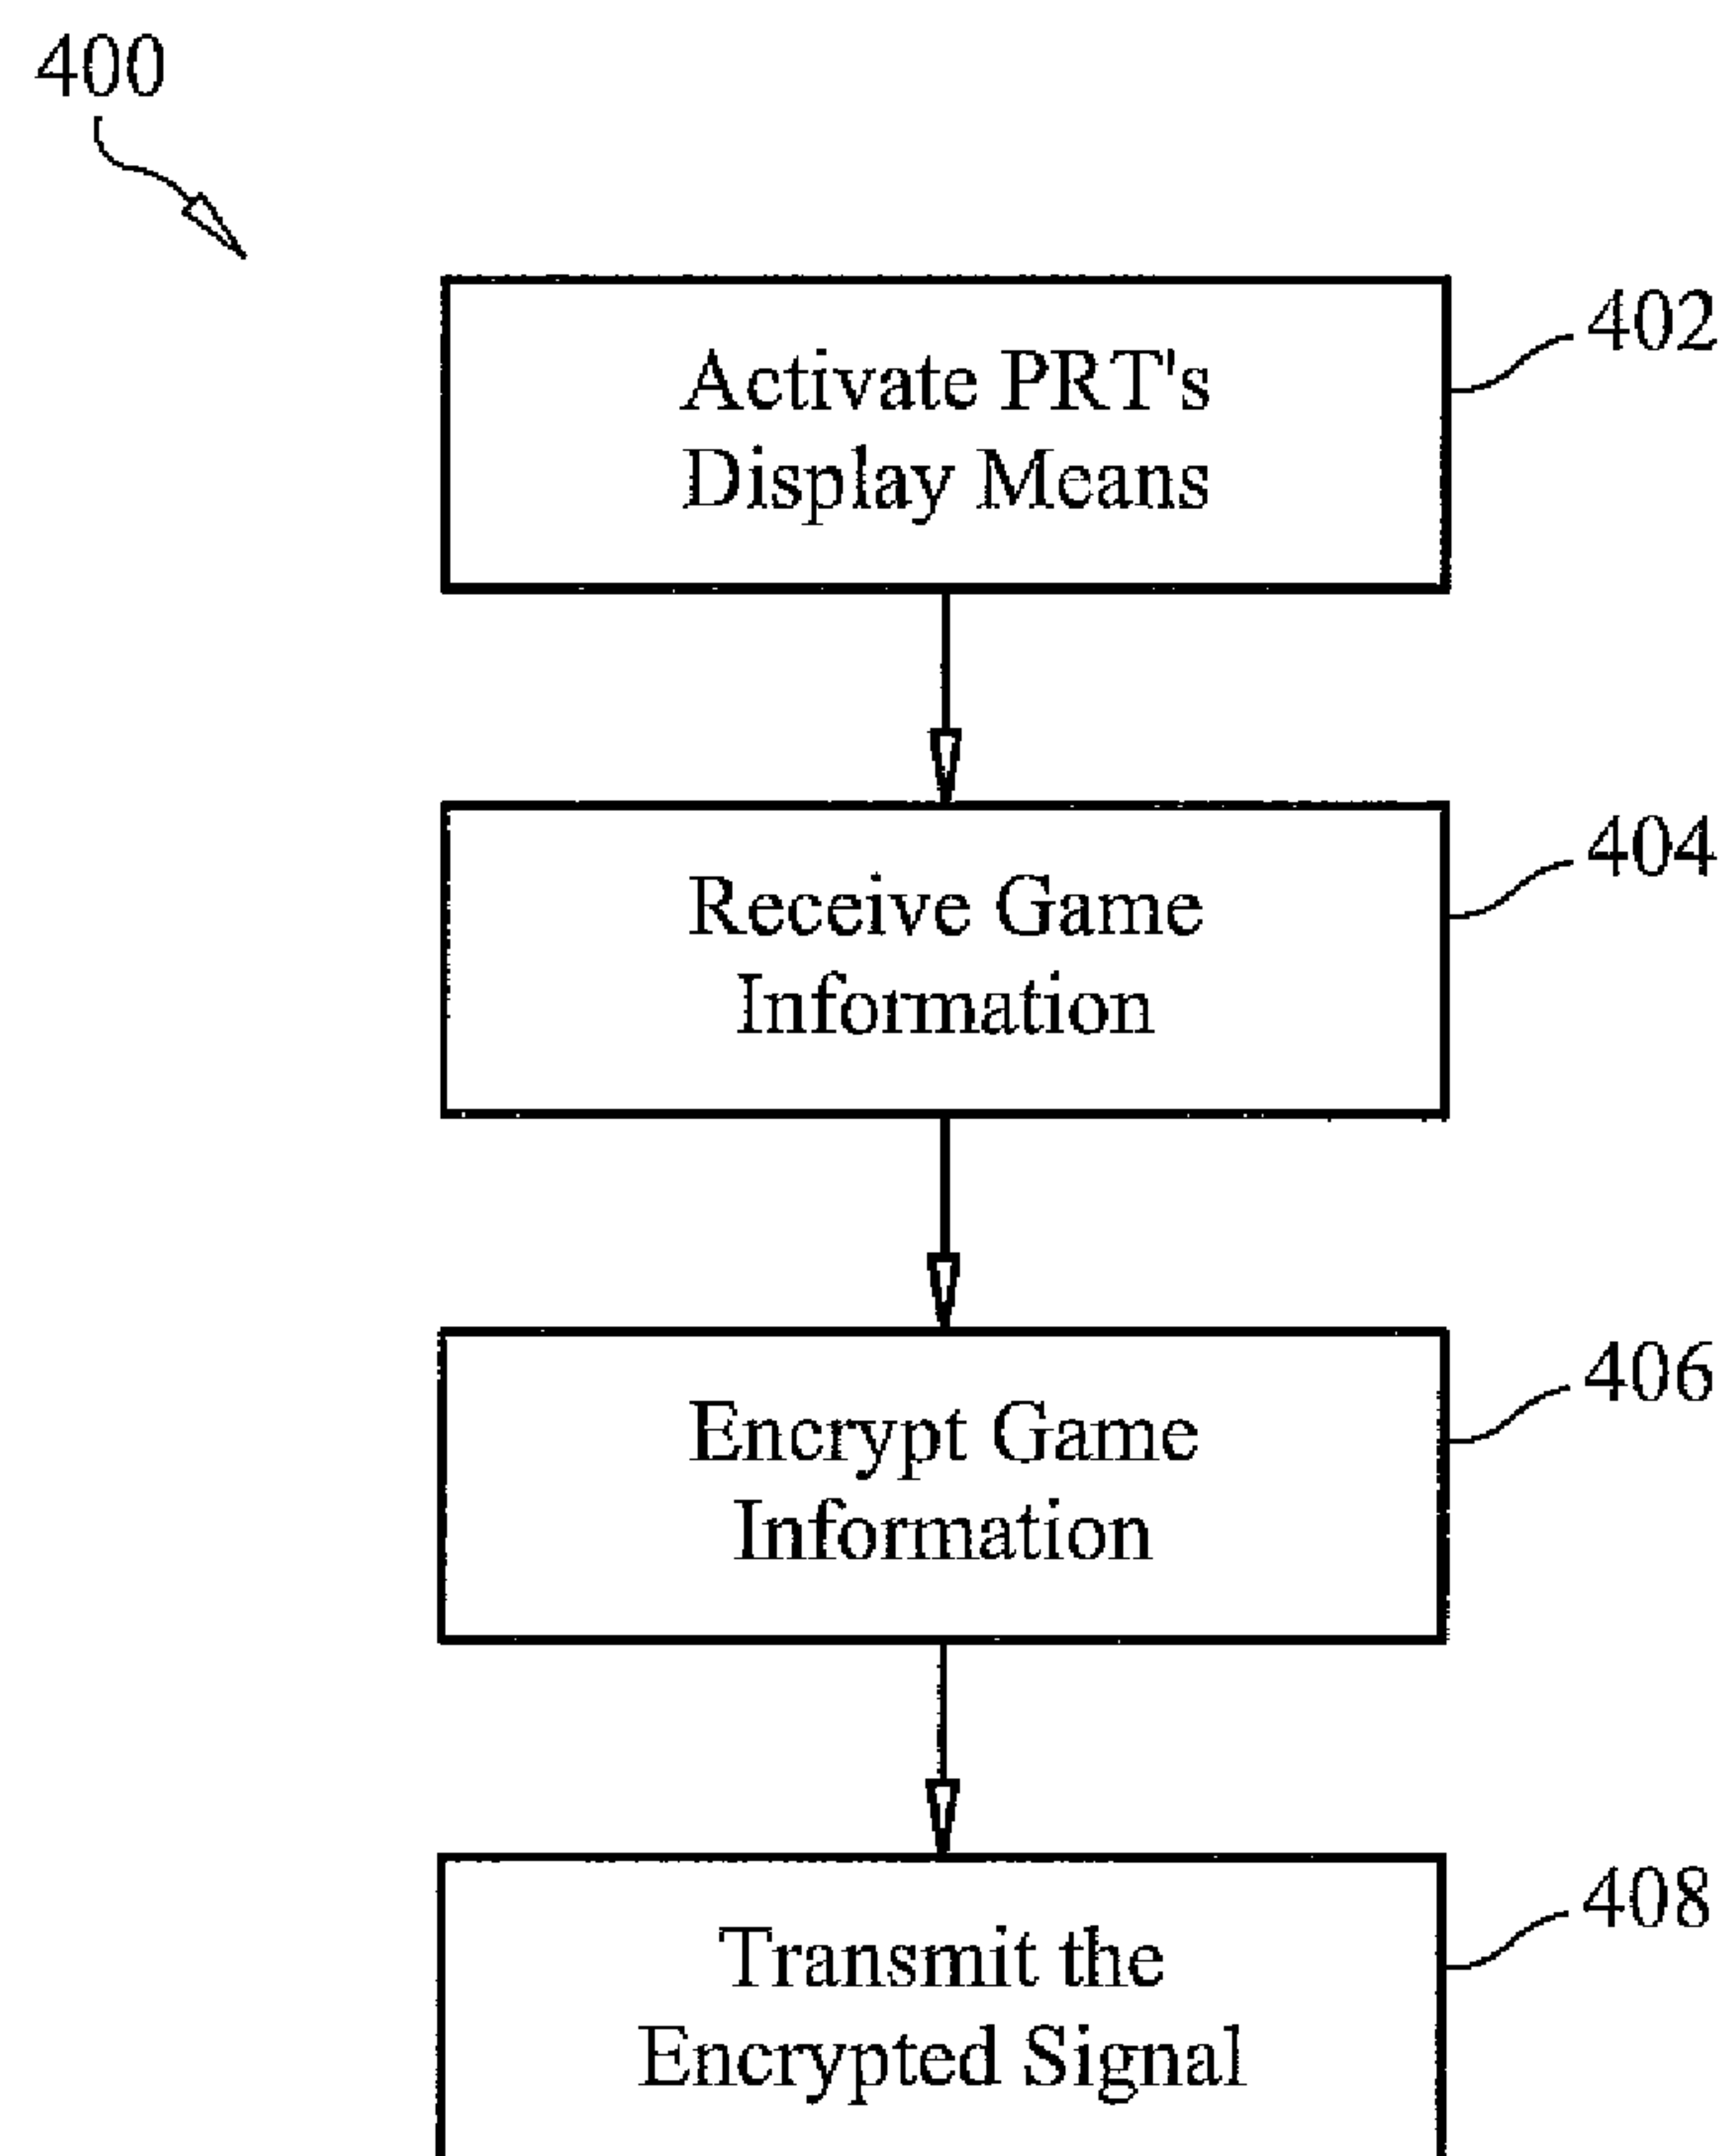 400
402
Activate PRT's
Display Means
404
Receive Game
Information
406
Encrypt Game
Information
408
Transmit the
Encrypted Signal